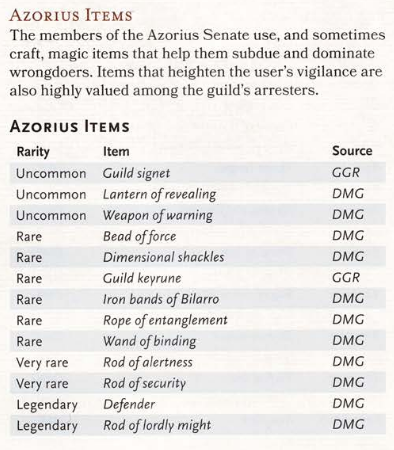 Azorius Items
The members of the Azorius Senate use, and sometimes
craft, magic items that help them subdue and dominate
wrongdoers. Items that heighten the user's vigilance are
also highly valued among the guild's arresters.
Azorius Items
Rarity Item Source
Uncommon Guild signet GGR
Uncommon Lantern of revealing DMG
Uncommon Weapon of warning DMG
Rare Bead of force DMG
Rare Dimensional shackles DMG
Rare Guild keyrune GGR
Rare Iron bands of Bilarro DMG
Rare Rope of entanglement DMG
Rare Wand of binding DMG
Very rare Rod of alertness DMG
Very rare Rod of security DMG
Legendary Defender DMG
Legendary Rod of lordly might DMG